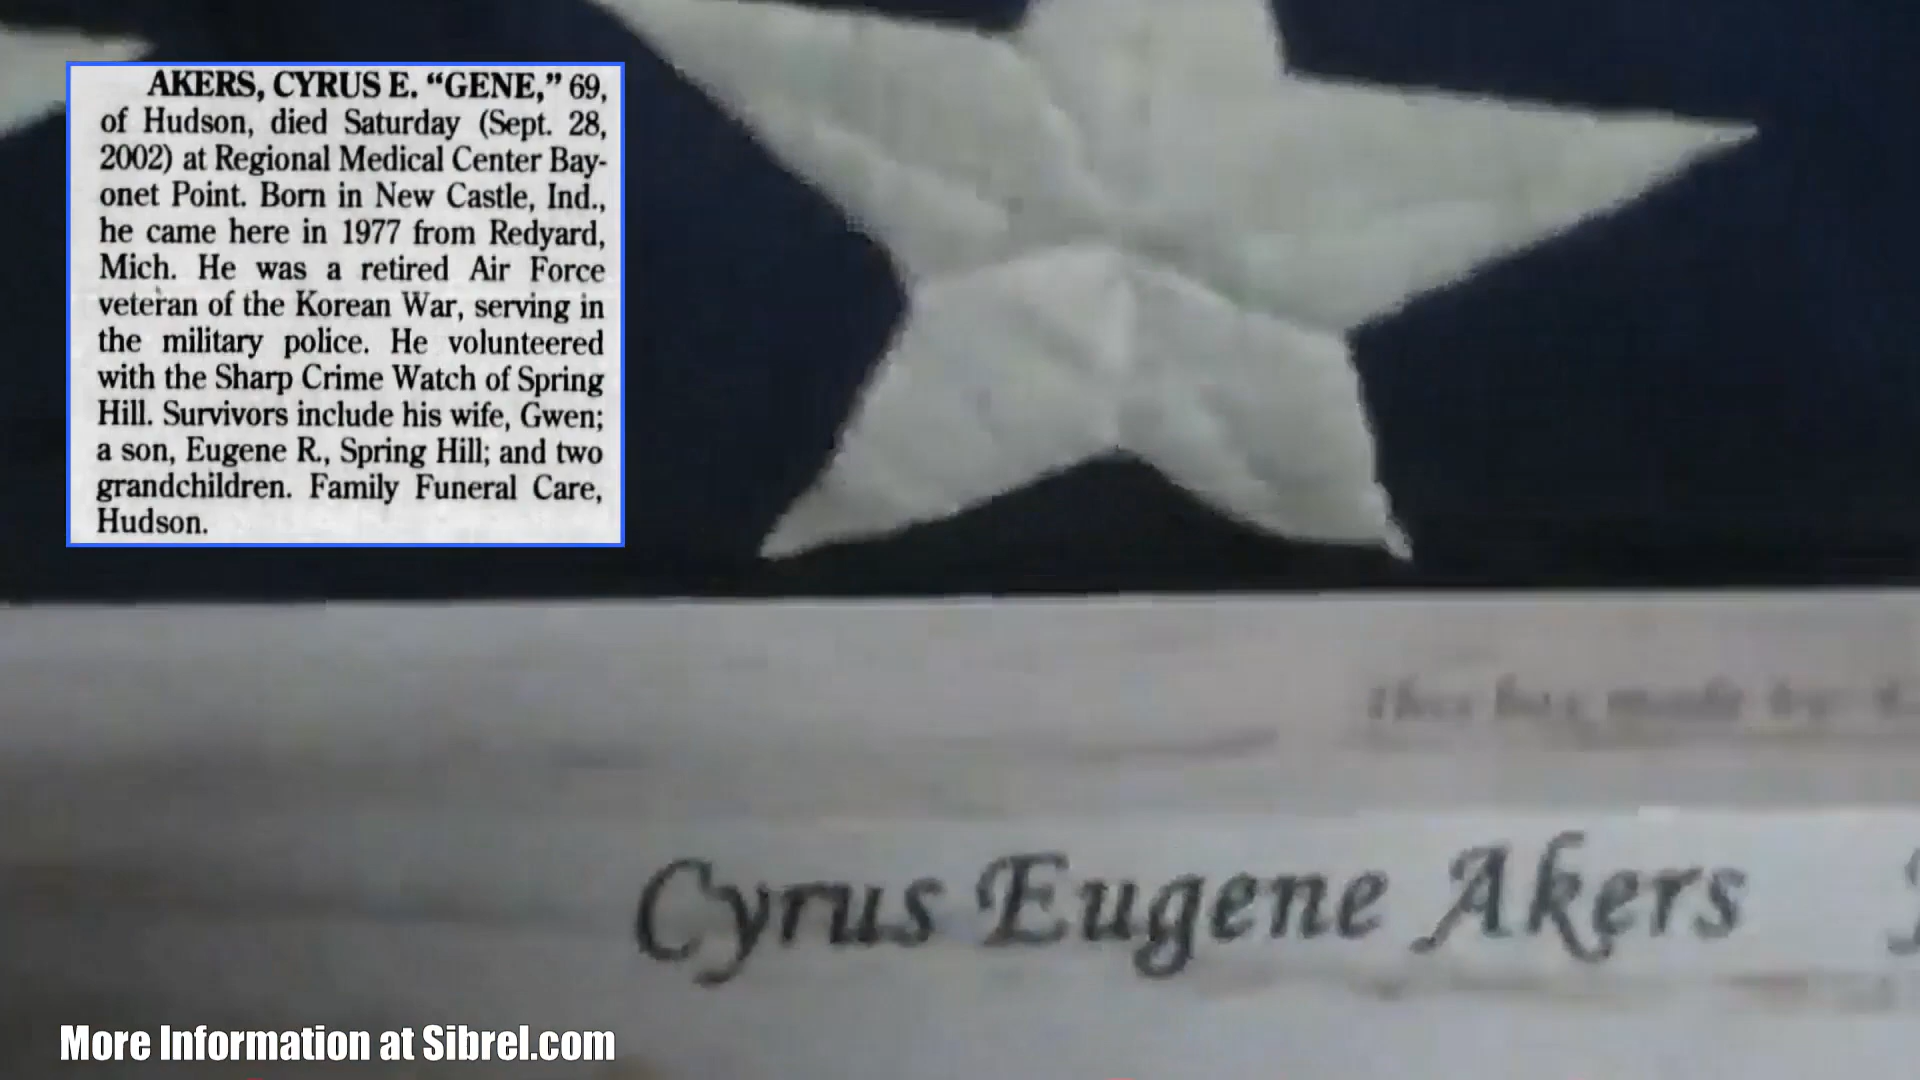 AKERS, CYRUS E. “GENE,” 69,
of Hudson, died Saturday (Sept. 28,
2002) at Regional Medical Center Bay-
onet Point. Born in New Castle, Ind.,
he came here in 1977 from Redyard,
Mich. He was a retired Air Force
veteran of the Korean War, serving in
the military police. He volunteered
with the Sharp Crime Watch of Spring
Hill. Survivors include his wife, Gwen;
a son, Eugene R., Spring Hill; and two
grandchildren. Family Funeral Care,
Hudson.
This box made by
Cyrus Eugene Akers
More Information at Sibrel.com